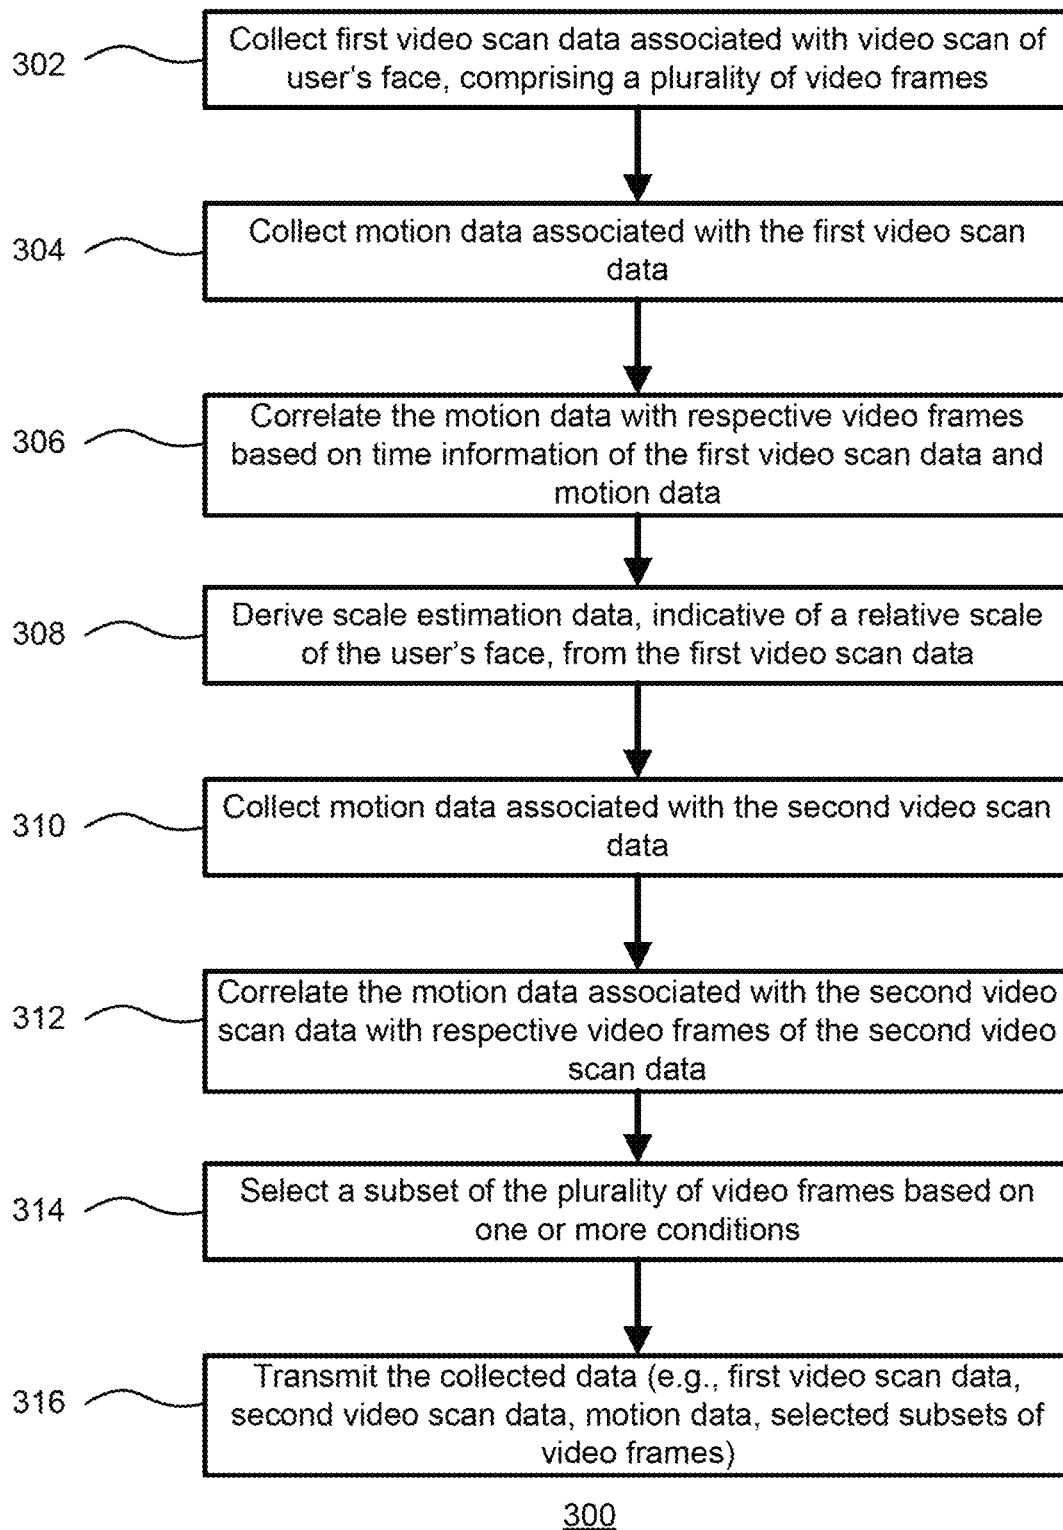 302
Collect first video scan data associated with video scan of
user's face, comprising a plurality of video frames
304
Collect motion data associated with the first video scan
data
306
Correlate the motion data with respective video frames
based on time information of the first video scan data and
motion data
308
Derive scale estimation data, indicative of a relative scale
of the user's face, from the first video scan data
310
Collect motion data associated with the second video scan
data
312
Correlate the motion data associated with the second video
scan data with respective video frames of the second video
scan data
314
Select a subset of the plurality of video frames based on
one or more conditions
316
Transmit the collected data (e.g., first video scan data,
second video scan data, motion data, selected subsets of
video frames)
300